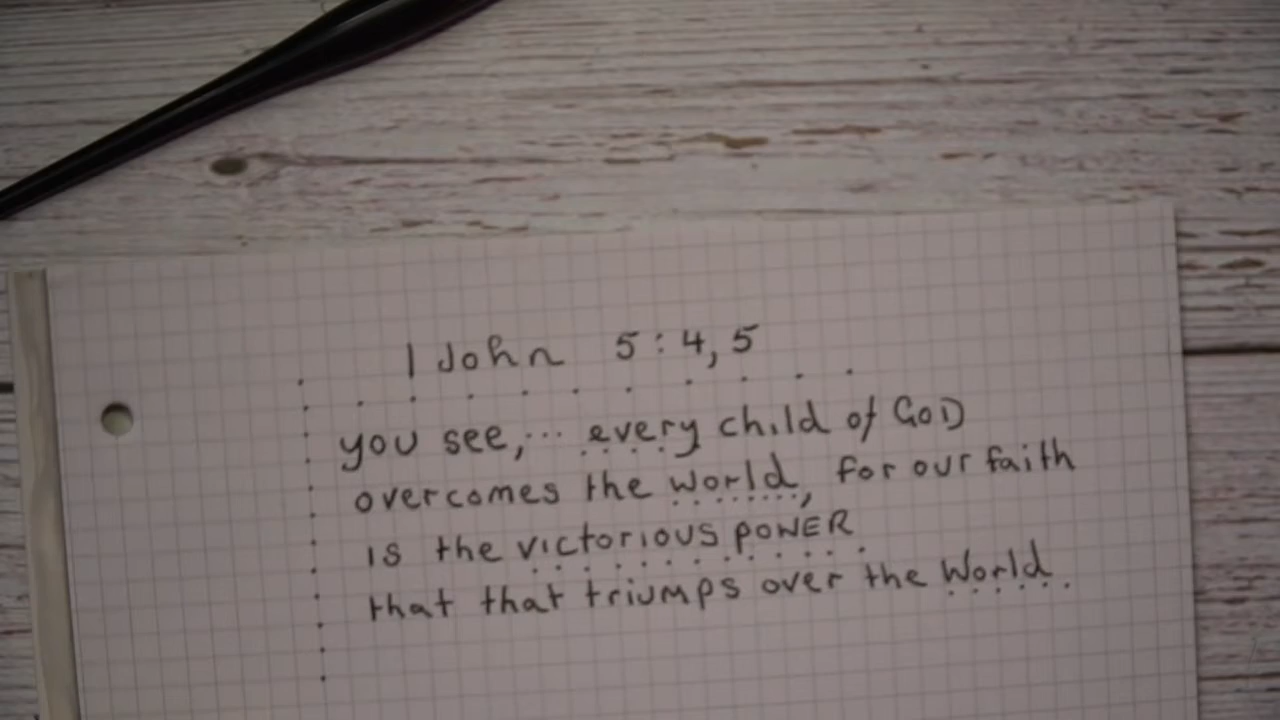 1 John 5:4,5
you see,... every child of GOD
overcomes the world, for our faith
is the victorious POWER
that that triumps over the World.